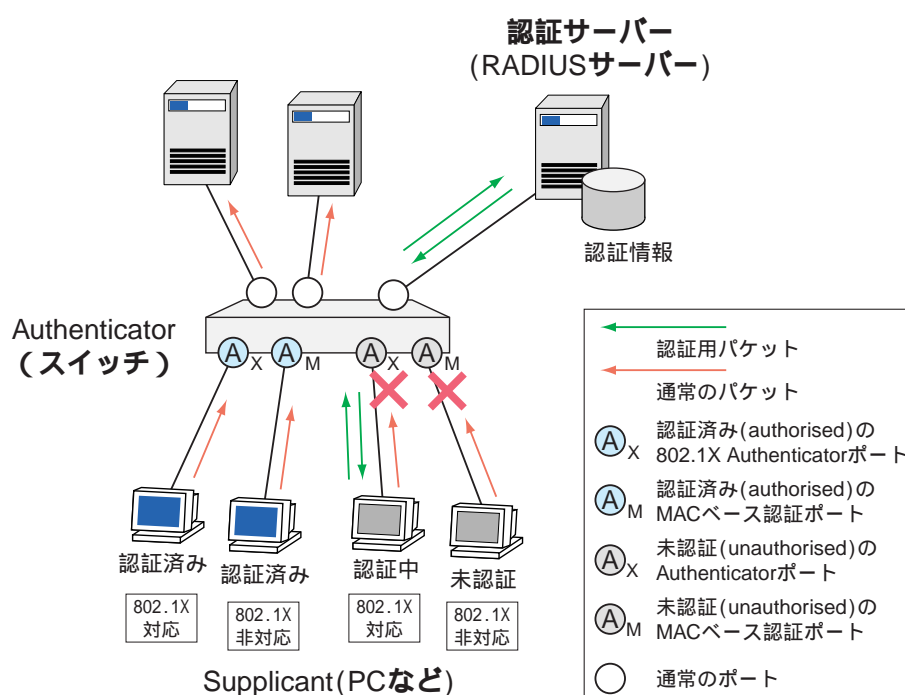 認証サーバー
(RADIUSサーバー)
認証情報
Authenticator
(スイッチ)
A X
A M
A X
A M
認証済み
認証済み
認証中
未認証
802.1X
対応
802.1X
非対応
802.1X
対応
802.1X
非対応
Supplicant(PCなど)
認証用パケット
通常のパケット
A X
認証済み(authorised)の
802.1X Authenticatorポート
A M
認証済み(authorised)の
MACベース認証ポート
A X
未認証(unauthorised)の
Authenticatorポート
A M
未認証(unauthorised)の
MACベース認証ポート
通常のポート